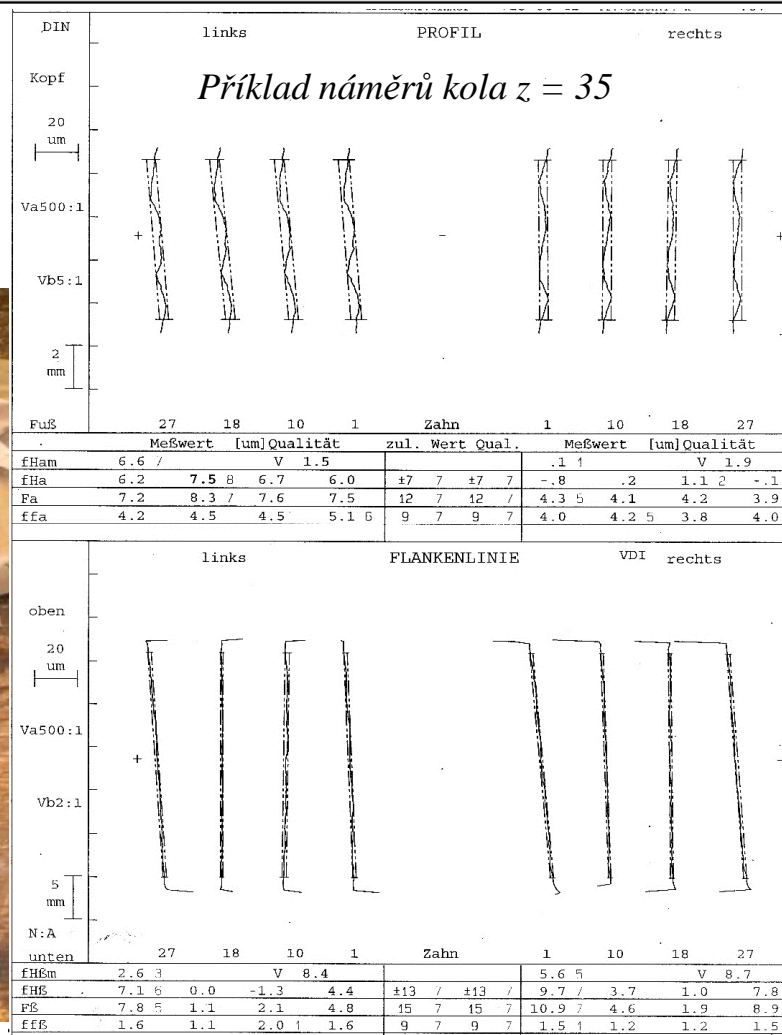 DIN links PROFIL rechts
Kopf
Příklad náměrů kola z = 35
20
um
Va500:1
+ - +
Vb5:1
2
mm
Fuß 27 18 10 1 Zahn 1 10 18 27
Meßwert [um] Qualität zul. Wert Qual. Meßwert [um] Qualität
fHam 6.6 7 V 1.5 .1 1 V 1.9
fHa 6.2 7.5 8 6.7 6.0 ±7 7 ±7 7 -.8 .2 1.1 2 -.1
Fa 7.2 8.3 7 7.6 7.5 12 7 12 7 4.3 5 4.1 4.2 3.9
ffa 4.2 4.5 4.5 5.1 6 9 7 9 7 4.0 4.2 5 3.8 4.0
links FLANKENLINIE VDI rechts
oben
20
um
Va500:1
+
Vb2:1
5
mm
N:A
unten 27 18 10 1 Zahn 1 10 18 27
fHßm 2.6 3 V 8.4 5.6 5 V 8.7
fHß 7.1 6 0.0 -1.3 4.4 ±13 7 ±13 7 9.7 7 3.7 1.0 7.8
Fß 7.8 5 1.1 2.1 4.8 15 7 15 7 10.9 7 4.6 1.9 8.9
ffß 1.6 1.1 2.0 1 1.6 9 7 9 7 1.5 1 1.2 1.2 1.5